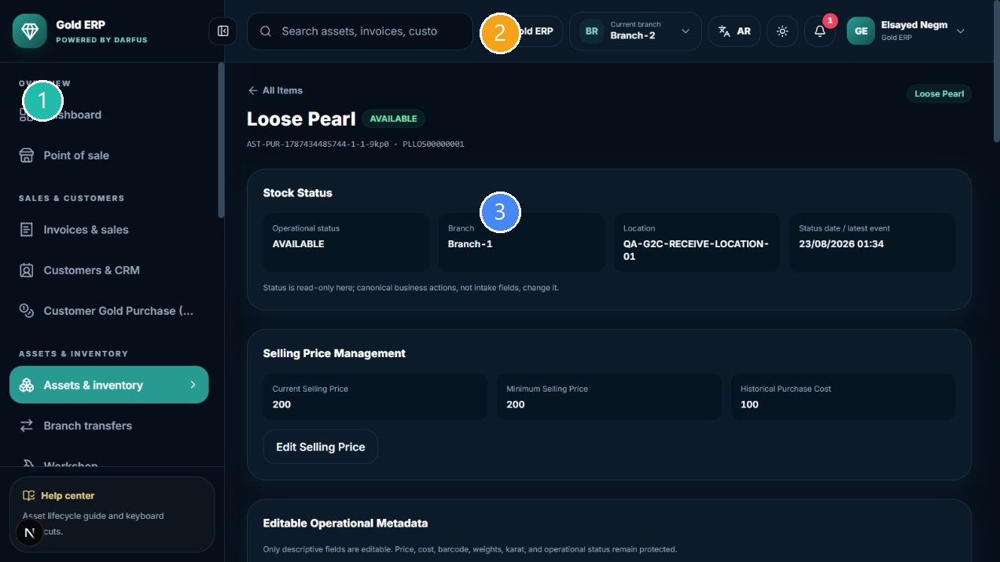 Gold ERP
POWERED BY DARFUS
Search assets, invoices, custo
2
ld ERP
BR
Current branch
Branch-2
AR
1
GE
Elsayed Negm
Gold ERP
1
Point of sale
SALES & CUSTOMERS
Invoices & sales
Customers & CRM
Customer Gold Purchase (...
ASSETS & INVENTORY
Assets & inventory
Branch transfers
Workshop
Help center
Asset lifecycle guide and keyboard
cuts.
N
All Items
Loose Pearl
Loose Pearl
AVAILABLE
AST-PUR-1787434485744-1-1-9kp0 · PLLOS00000001
Stock Status
3
Operational status
AVAILABLE
Branch
Branch-1
Location
QA-G2C-RECEIVE-LOCATION-
01
Status date / latest event
23/08/2026 01:34
Status is read-only here; canonical business actions, not intake fields, change it.
Selling Price Management
Current Selling Price
200
Minimum Selling Price
200
Historical Purchase Cost
100
Edit Selling Price
Editable Operational Metadata
Only descriptive fields are editable. Price, cost, barcode, weights, karat, and operational status remain protected.